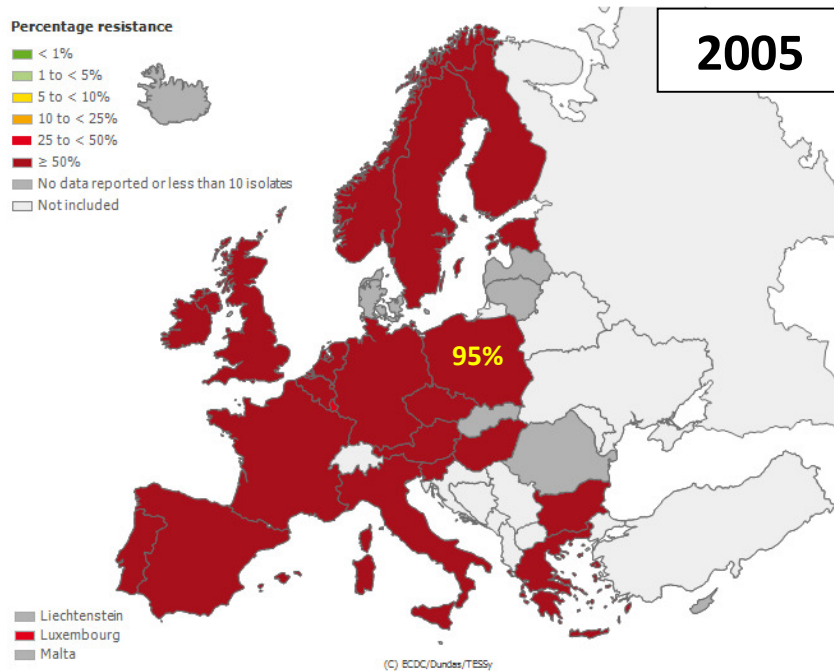 Percentage resistance
2005
< 1%
1 to < 5%
5 to < 10%
10 to < 25%
25 to < 50%
≥ 50%
No data reported or less than 10 isolates
Not included
95%
Liechtenstein
Luxembourg
Malta
(C) ECDC/Dundas/TESSy